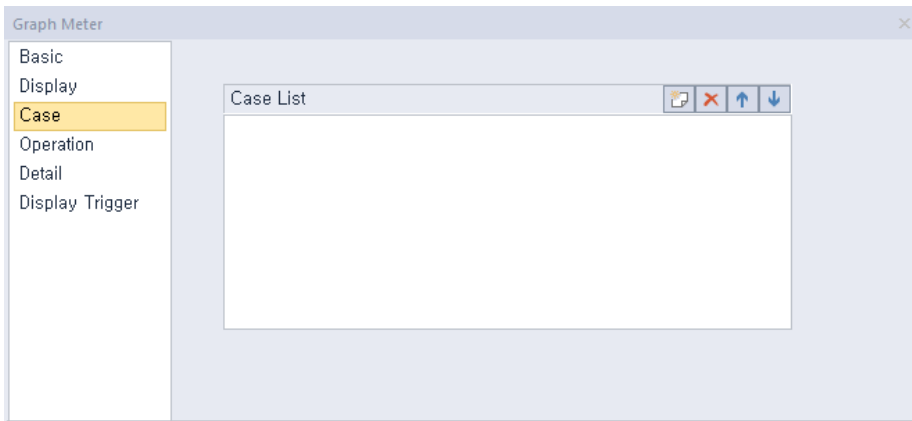 Graph Meter
Basic
Display
Case
Operation
Detail
Display Trigger
Case List